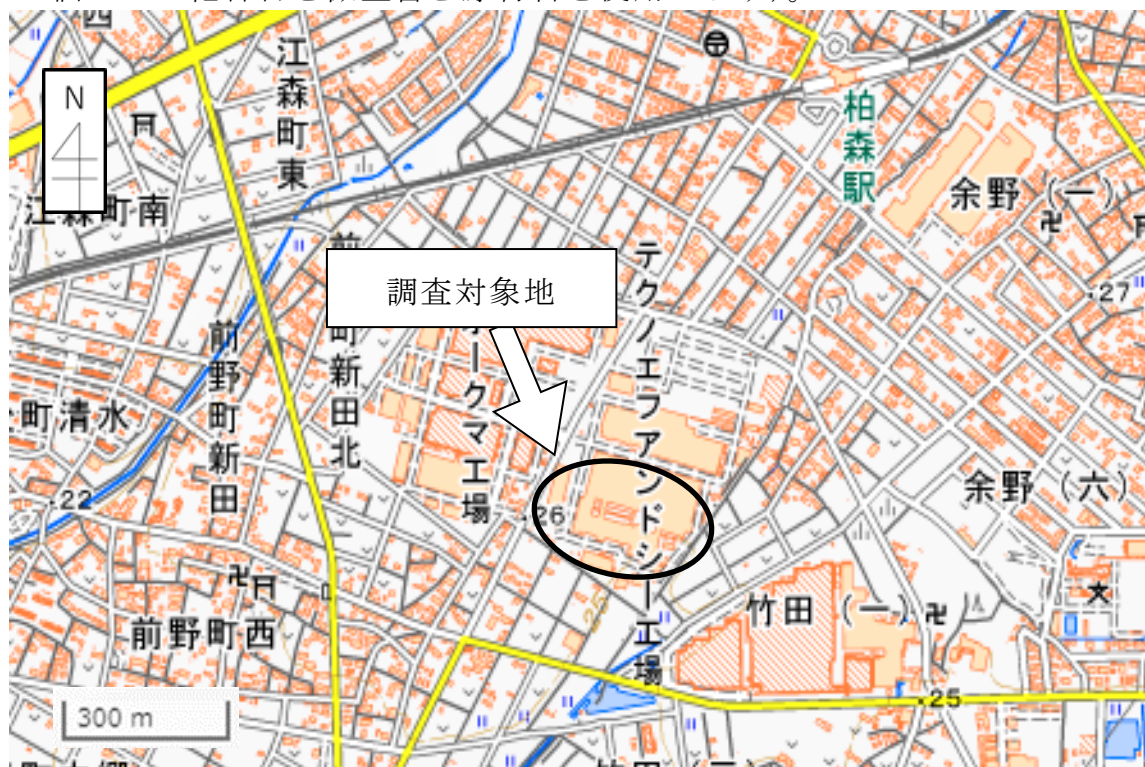 N
江森町東
江森町南
柏森駅
余野(一)
調査対象地
テクノエフアンドシー工場
オークマ工場
町新田北
前野町新田
町清水
27
22
26
余野(六)
竹田(一)
前野町西
25
25
300 m